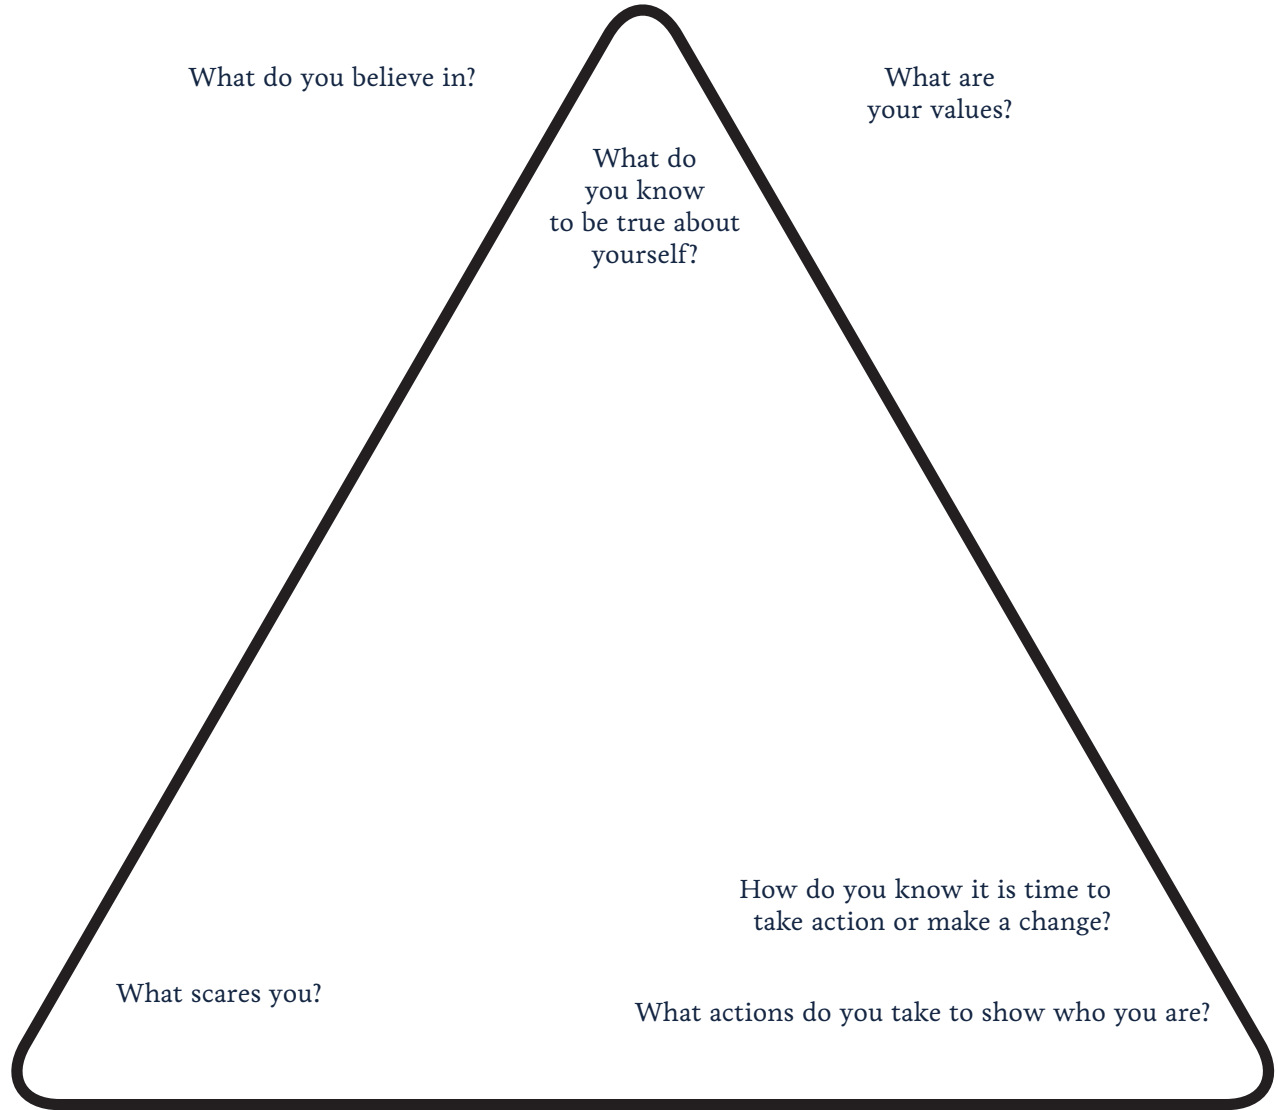 What do you believe in?
What are
your values?
What do
you know
to be true about
yourself?
How do you know it is time to
take action or make a change?
What scares you?
What actions do you take to show who you are?